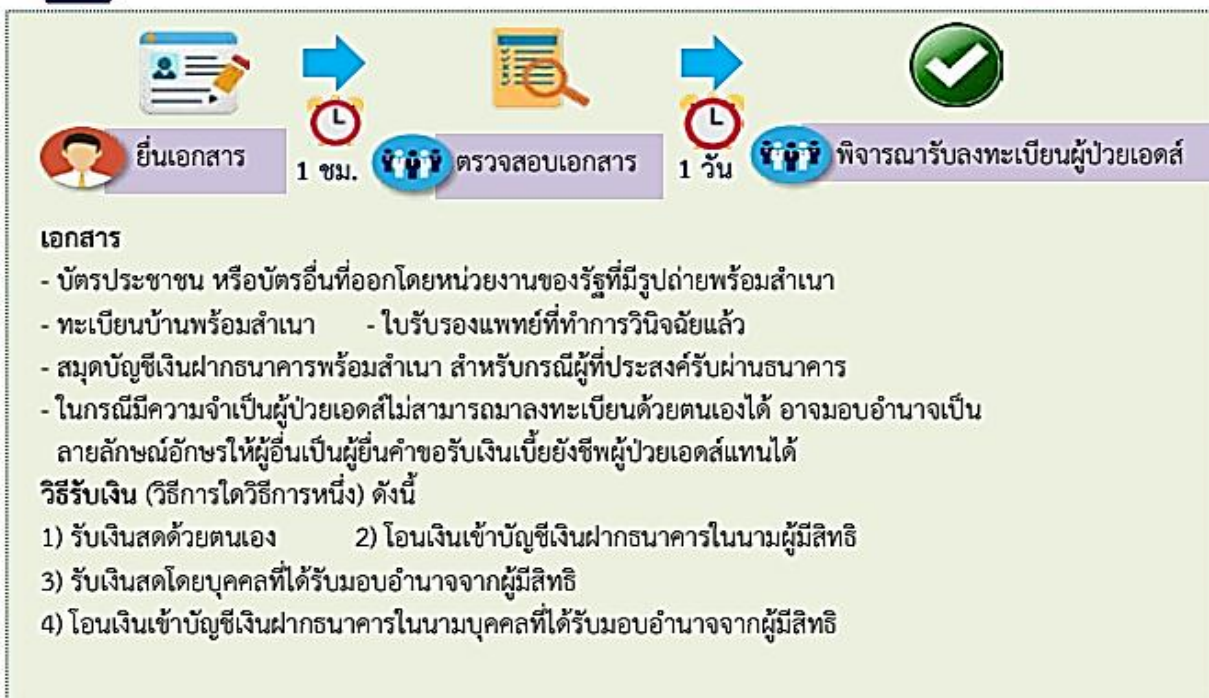 ยื่นเอกสาร 1 ชม. ตรวจสอบเอกสาร 1 วัน พิจารณารับลงทะเบียนผู้ป่วยเอดส์
เอกสาร
- บัตรประชาชน หรือบัตรอื่นที่ออกโดยหน่วยงานของรัฐที่มีรูปถ่ายพร้อมสำเนา
- ทะเบียนบ้านพร้อมสำเนา - ใบรับรองแพทย์ที่ทำการวินิจฉัยแล้ว
- สมุดบัญชีเงินฝากธนาคารพร้อมสำเนา สำหรับกรณีผู้ที่ประสงค์รับผ่านธนาคาร
- ในกรณีมีความจำเป็นผู้ป่วยเอดส์ไม่สามารถมาลงทะเบียนด้วยตนเองได้ อาจมอบอำนาจเป็น
ลายลักษณ์อักษรให้ผู้อื่นเป็นผู้ยื่นคำขอรับเงินเบี้ยยังชีพผู้ป่วยเอดส์แทนได้
วิธีรับเงิน (วิธีการใดวิธีการหนึ่ง) ดังนี้
1) รับเงินสดด้วยตนเอง 2) โอนเงินเข้าบัญชีเงินฝากธนาคารในนามผู้มีสิทธิ
3) รับเงินสดโดยบุคคลที่ได้รับมอบอำนาจจากผู้มีสิทธิ
4) โอนเงินเข้าบัญชีเงินฝากธนาคารในนามบุคคลที่ได้รับมอบอำนาจจากผู้มีสิทธิ